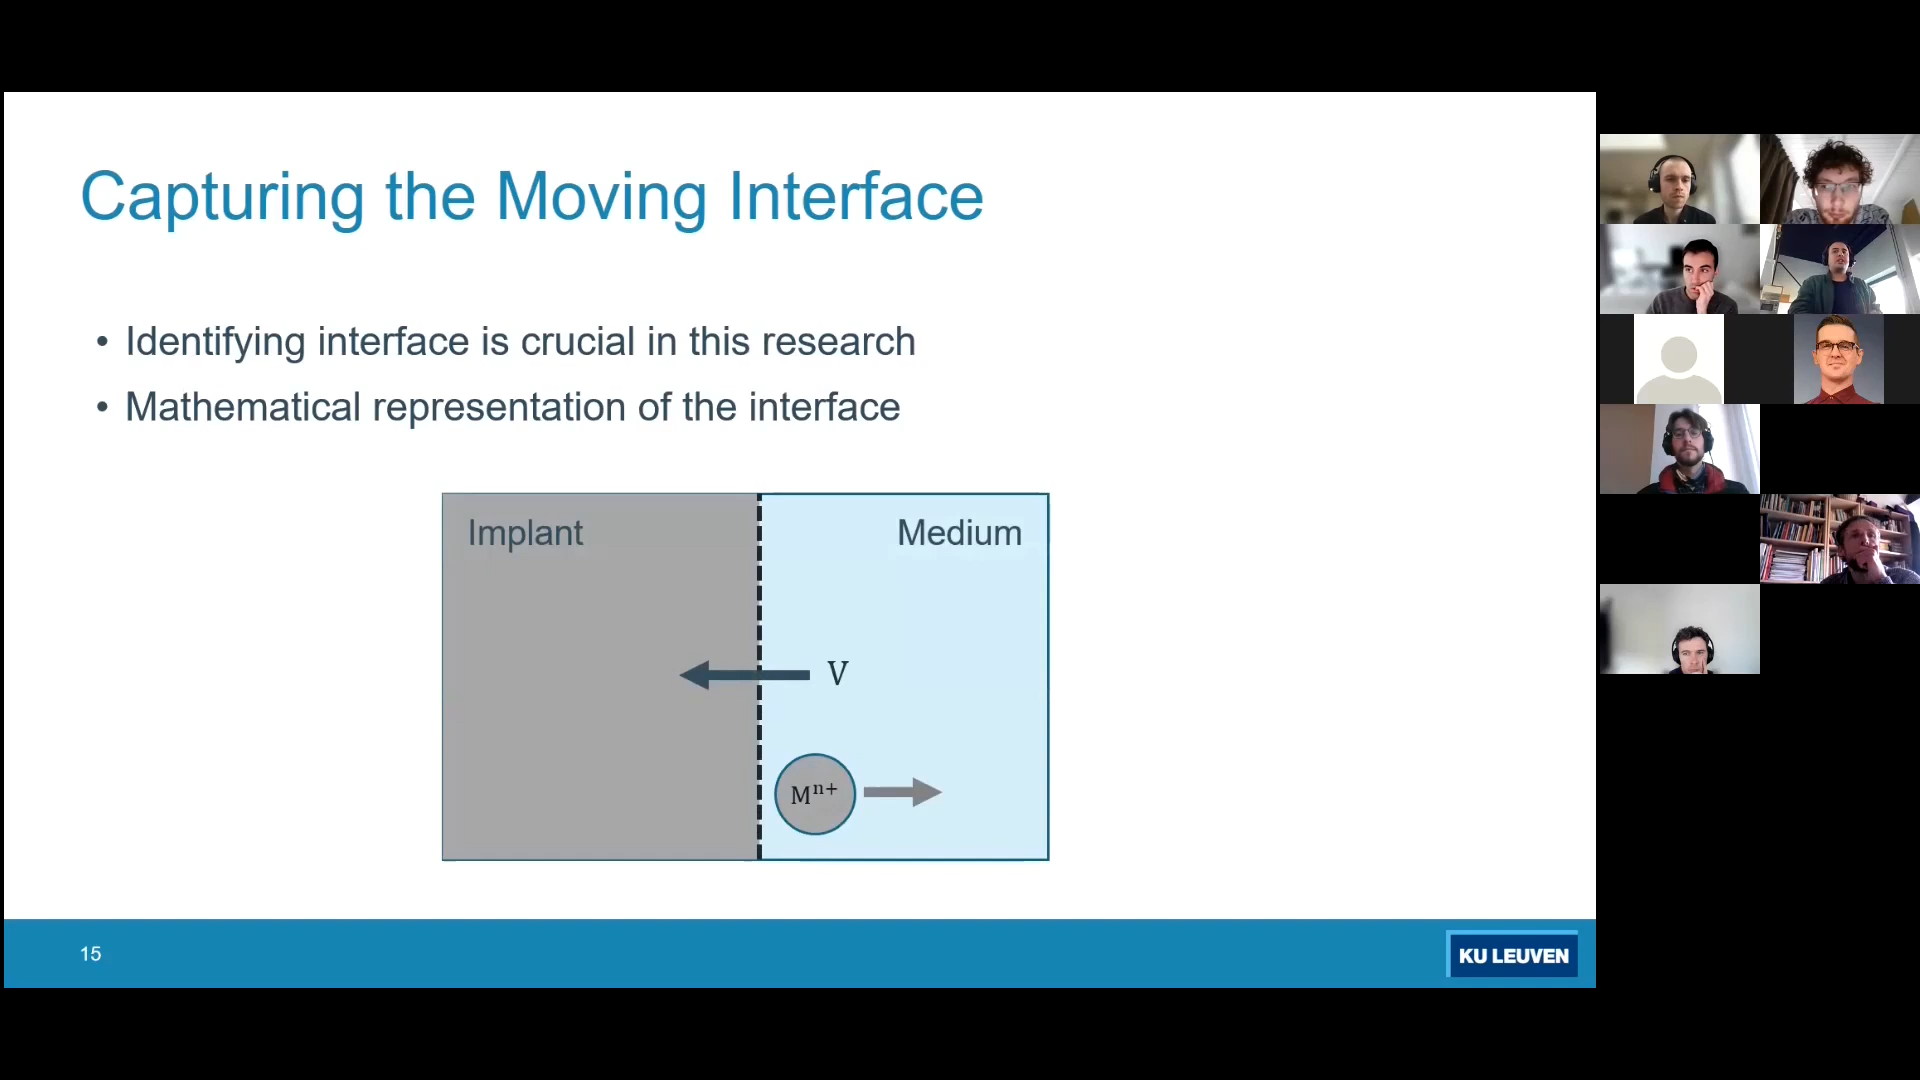 Capturing the Moving Interface
• Identifying interface is crucial in this research
• Mathematical representation of the interface
Implant
Medium
V
Mⁿ⁺
15
KU LEUVEN